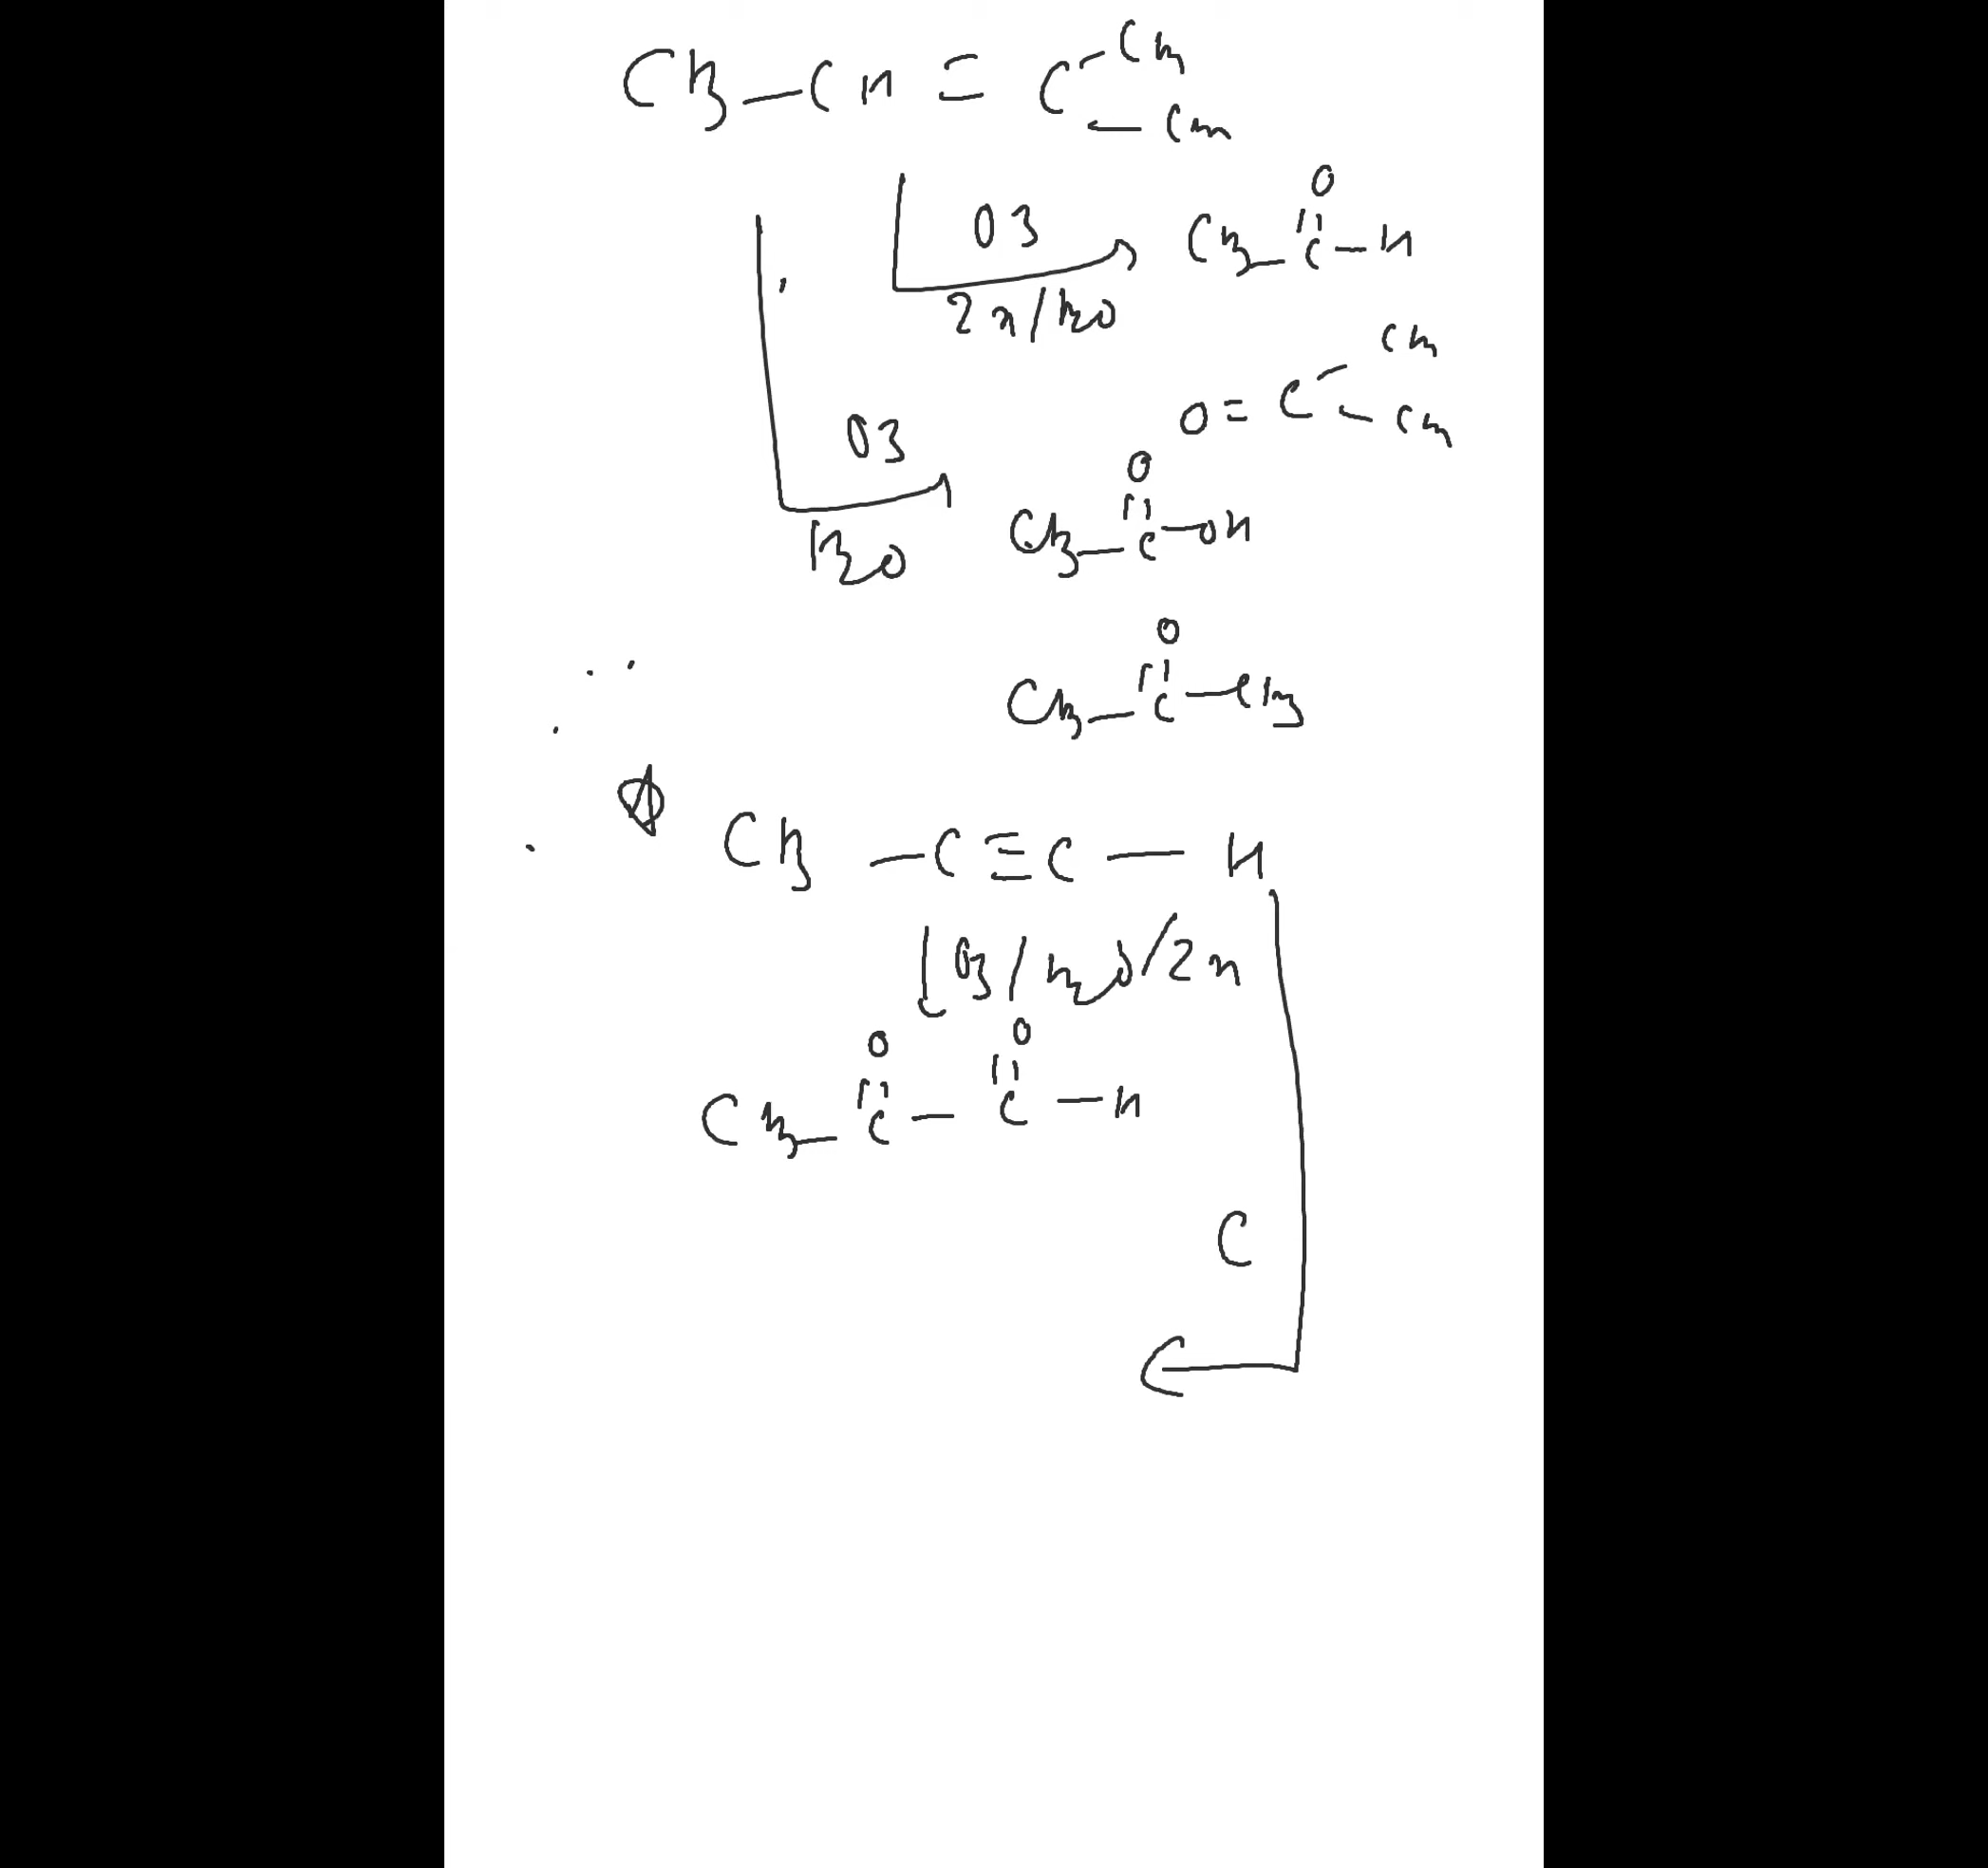 CH3—CH=C—CH3
—CH3
O3
Zn/H2O
O
CH3—C—H
O=C—CH3
—CH3
O3
H2O
O
CH3—C—OH
O
CH3—C—CH3
CH3—C≡C—H
O3/H2O/Zn
O O
CH3—C—C—H
C